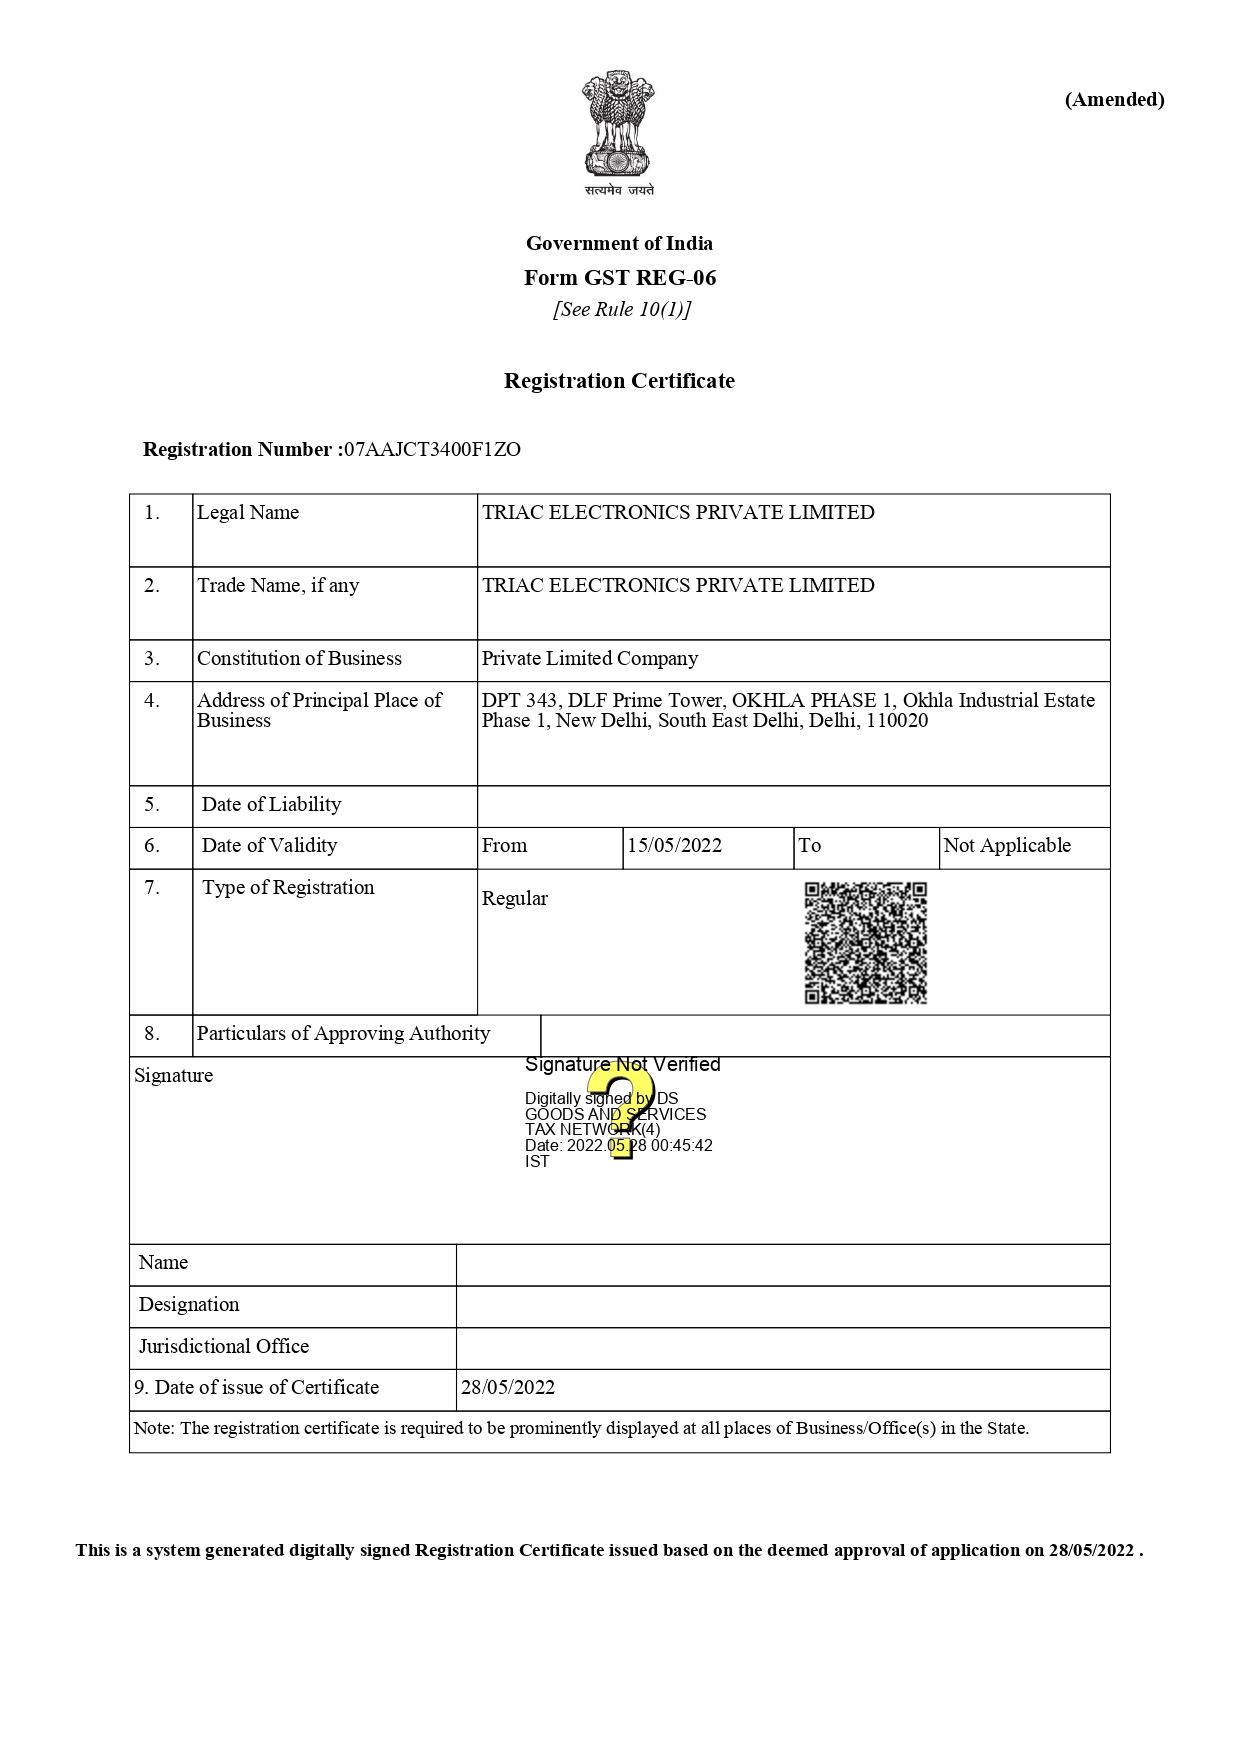 (Amended)
सत्यमेव जयते
Government of India
Form GST REG-06
[See Rule 10(1)]
Registration Certificate
Registration Number :07AAJCT3400F1ZO
1. Legal Name TRIAC ELECTRONICS PRIVATE LIMITED
2. Trade Name, if any TRIAC ELECTRONICS PRIVATE LIMITED
3. Constitution of Business Private Limited Company
4. Address of Principal Place of DPT 343, DLF Prime Tower, OKHLA PHASE 1, Okhla Industrial Estate
Business Phase 1, New Delhi, South East Delhi, Delhi, 110020
5. Date of Liability
6. Date of Validity From 15/05/2022 To Not Applicable
7. Type of Registration Regular
8. Particulars of Approving Authority
Signature
Signature Not Verified
Digitally signed by DS
GOODS AND SERVICES
TAX NETWORK(4)
Date: 2022.05.28 00:45:42
IST
Name
Designation
Jurisdictional Office
9. Date of issue of Certificate 28/05/2022
Note: The registration certificate is required to be prominently displayed at all places of Business/Office(s) in the State.
This is a system generated digitally signed Registration Certificate issued based on the deemed approval of application on 28/05/2022 .